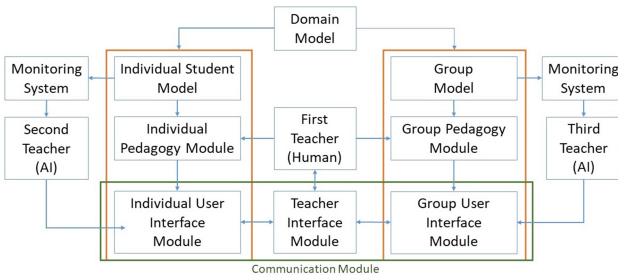 Domain
Model
Monitoring
System
Individual Student
Model
Group
Model
Monitoring
System
Second
Teacher
(AI)
Individual
Pedagogy Module
First
Teacher
(Human)
Group Pedagogy
Module
Third
Teacher
(AI)
Individual User
Interface
Module
Teacher
Interface
Module
Group User
Interface
Module
Communication Module